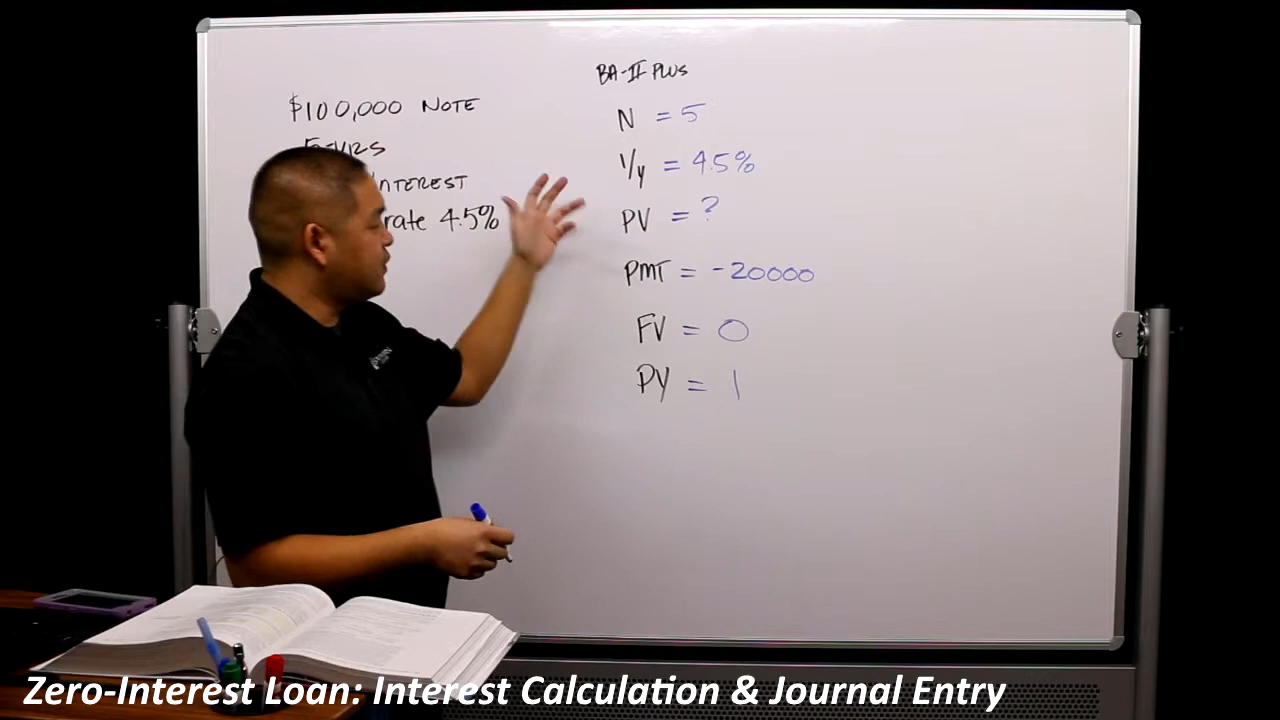 $100,000 NOTE
5-YRS
INTEREST
rate 4.5%
BA-II PLUS
N = 5
I/Y = 4.5%
PV = ?
PMT = -20000
FV = 0
PY = 1
Zero-Interest Loan: Interest Calculation & Journal Entry